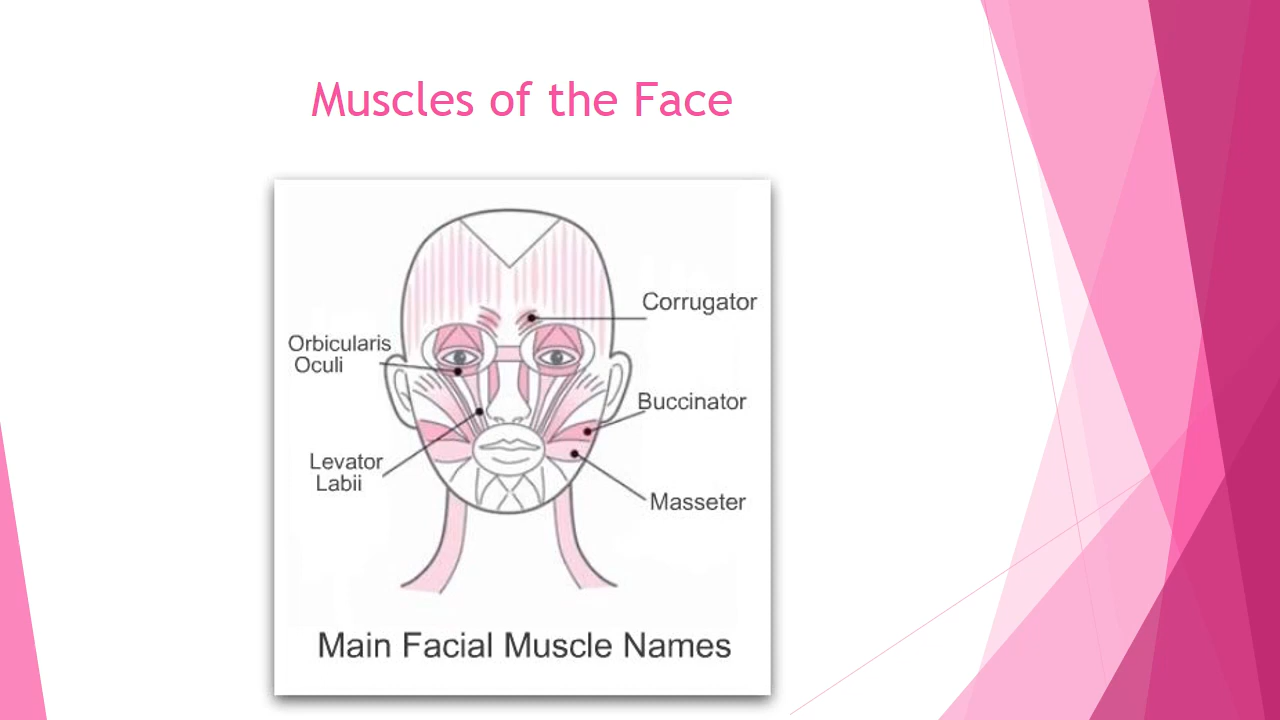 Muscles of the Face
Corrugator
Orbicularis
Oculi
Buccinator
Levator
Labii
Masseter
Main Facial Muscle Names